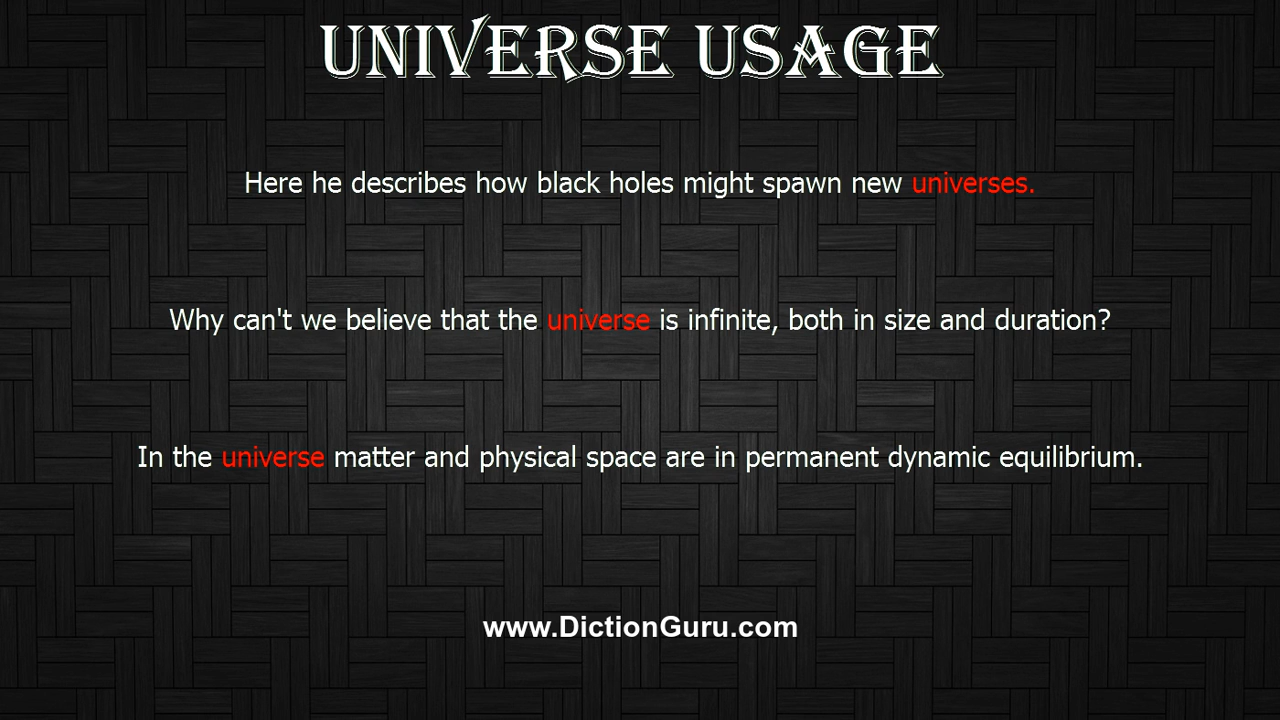 UNIVERSE USAGE
Here he describes how black holes might spawn new universes.
Why can't we believe that the universe is infinite, both in size and duration?
In the universe matter and physical space are in permanent dynamic equilibrium.
www.DictionGuru.com